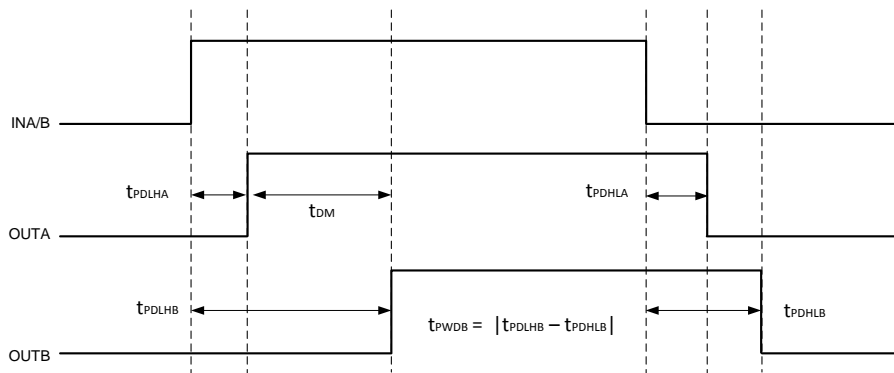 INA/B
tPDLHA
tDM
tPDHLA
OUTA
tPDLHB
tPWDB = |tPDLHB – tPDHLB|
tPDHLB
OUTB